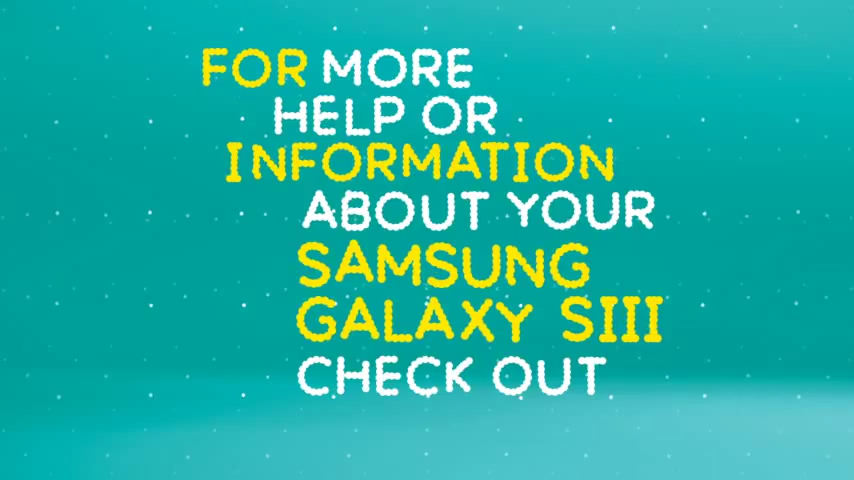 FOR MORE
HELP OR
INFORMATION
ABOUT YOUR
SAMSUNG
GALAXY SIII
CHECK OUT